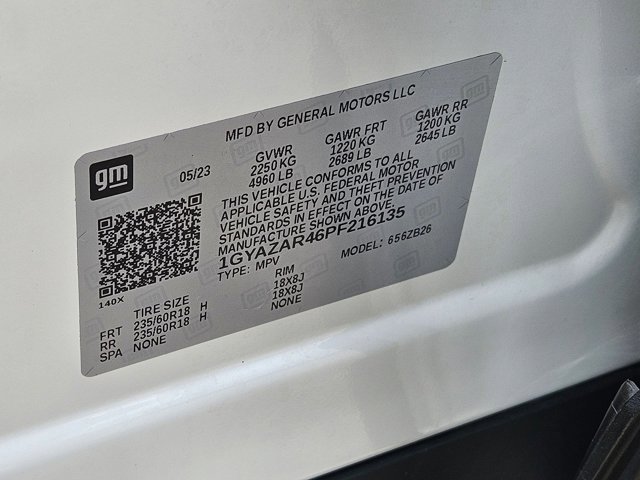 MFD BY GENERAL MOTORS LLC
gm
05/23
GVWR GAWR FRT GAWR RR
2250 KG 1220 KG 1200 KG
4960 LB 2689 LB 2645 LB
THIS VEHICLE CONFORMS TO ALL
APPLICABLE U.S. FEDERAL MOTOR
VEHICLE SAFETY AND THEFT PREVENTION
STANDARDS IN EFFECT ON THE DATE OF
MANUFACTURE SHOWN ABOVE.
1GYAZAR46PF216135
TYPE: MPV MODEL: 656ZB26
140X
TIRE SIZE RIM
FRT 235/60R18 H 18X8J
RR 235/60R18 H 18X8J
SPA NONE NONE